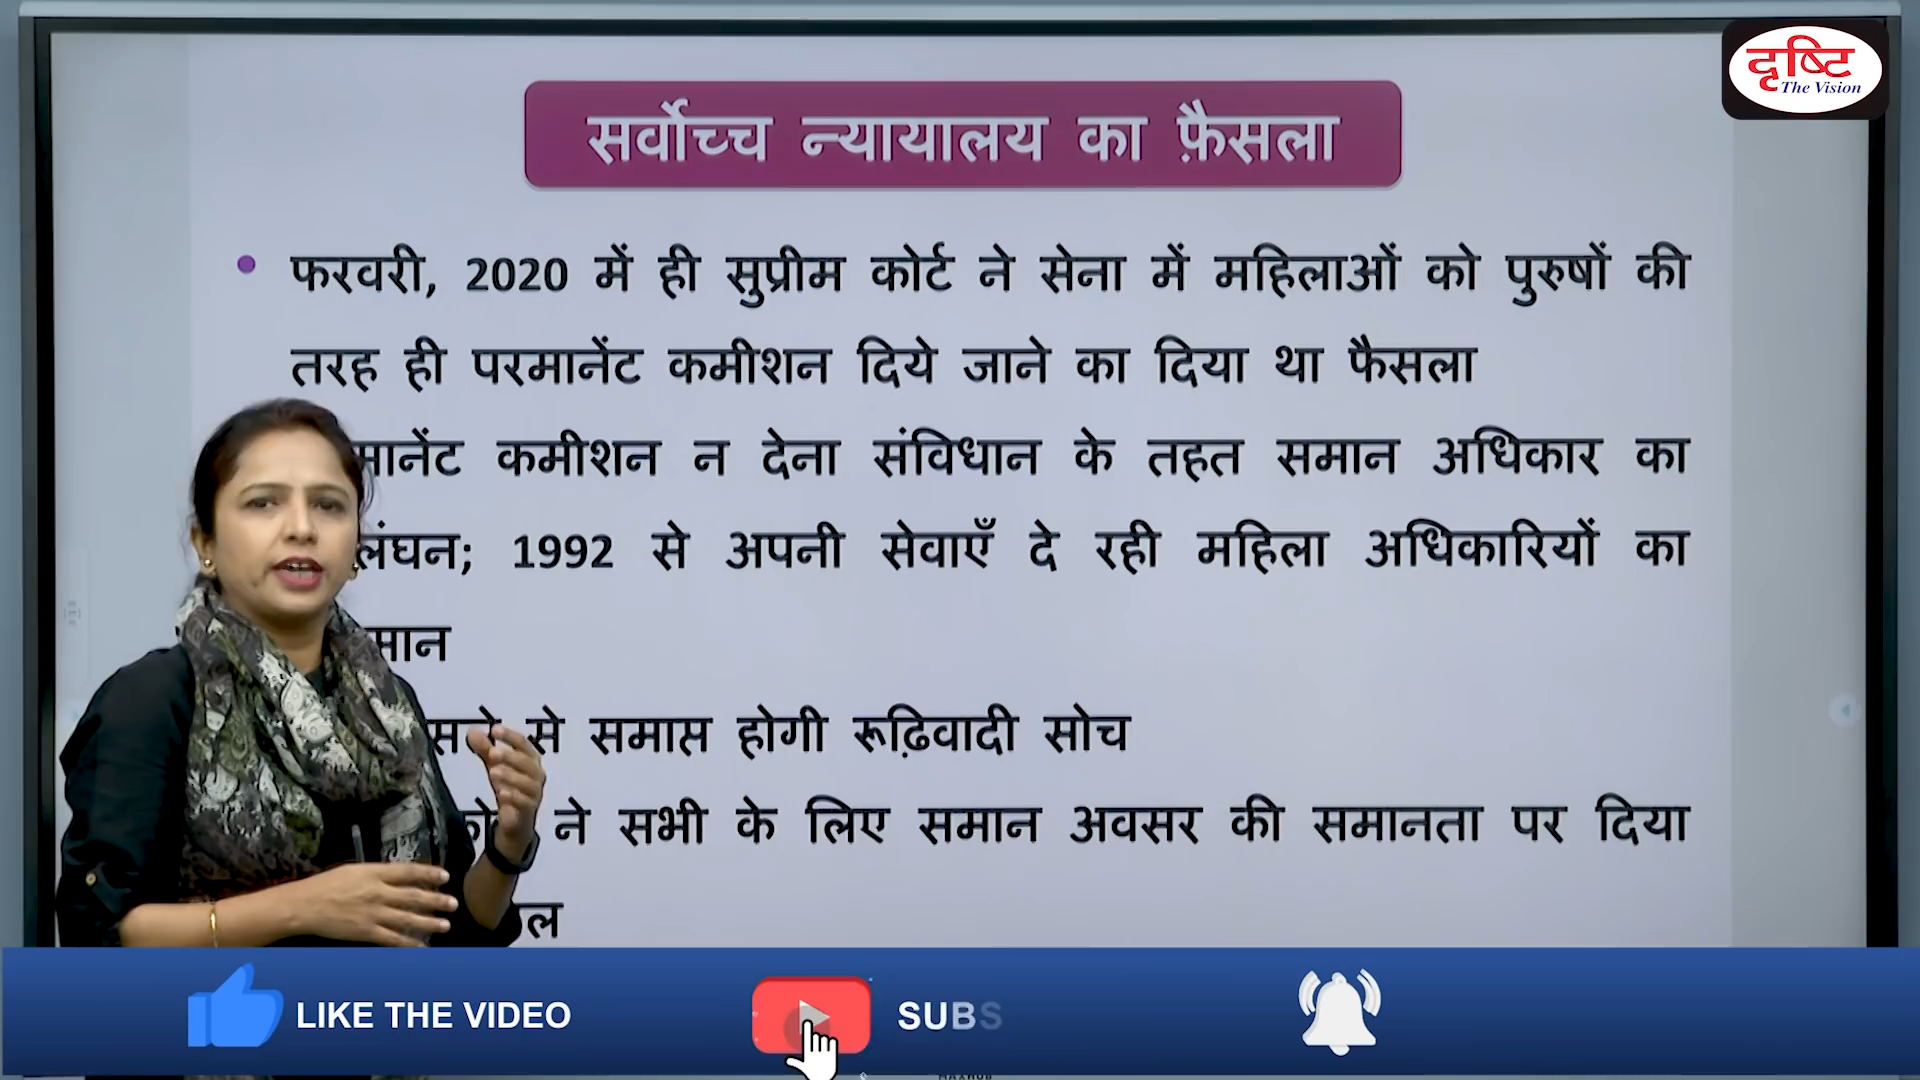 दृष्टि
The Vision
सर्वोच्च न्यायालय का फ़ैसला
• फरवरी, 2020 में ही सुप्रीम कोर्ट ने सेना में महिलाओं को पुरुषों की
तरह ही परमानेंट कमीशन दिये जाने का दिया था फैसला
कमीशन न देना संविधान के तहत समान अधिकार का
1992 से अपनी सेवाएँ दे रही महिला अधिकारियों का
से समाप्त होगी रूढ़िवादी सोच
ने सभी के लिए समान अवसर की समानता पर दिया
LIKE THE VIDEO
SUBS